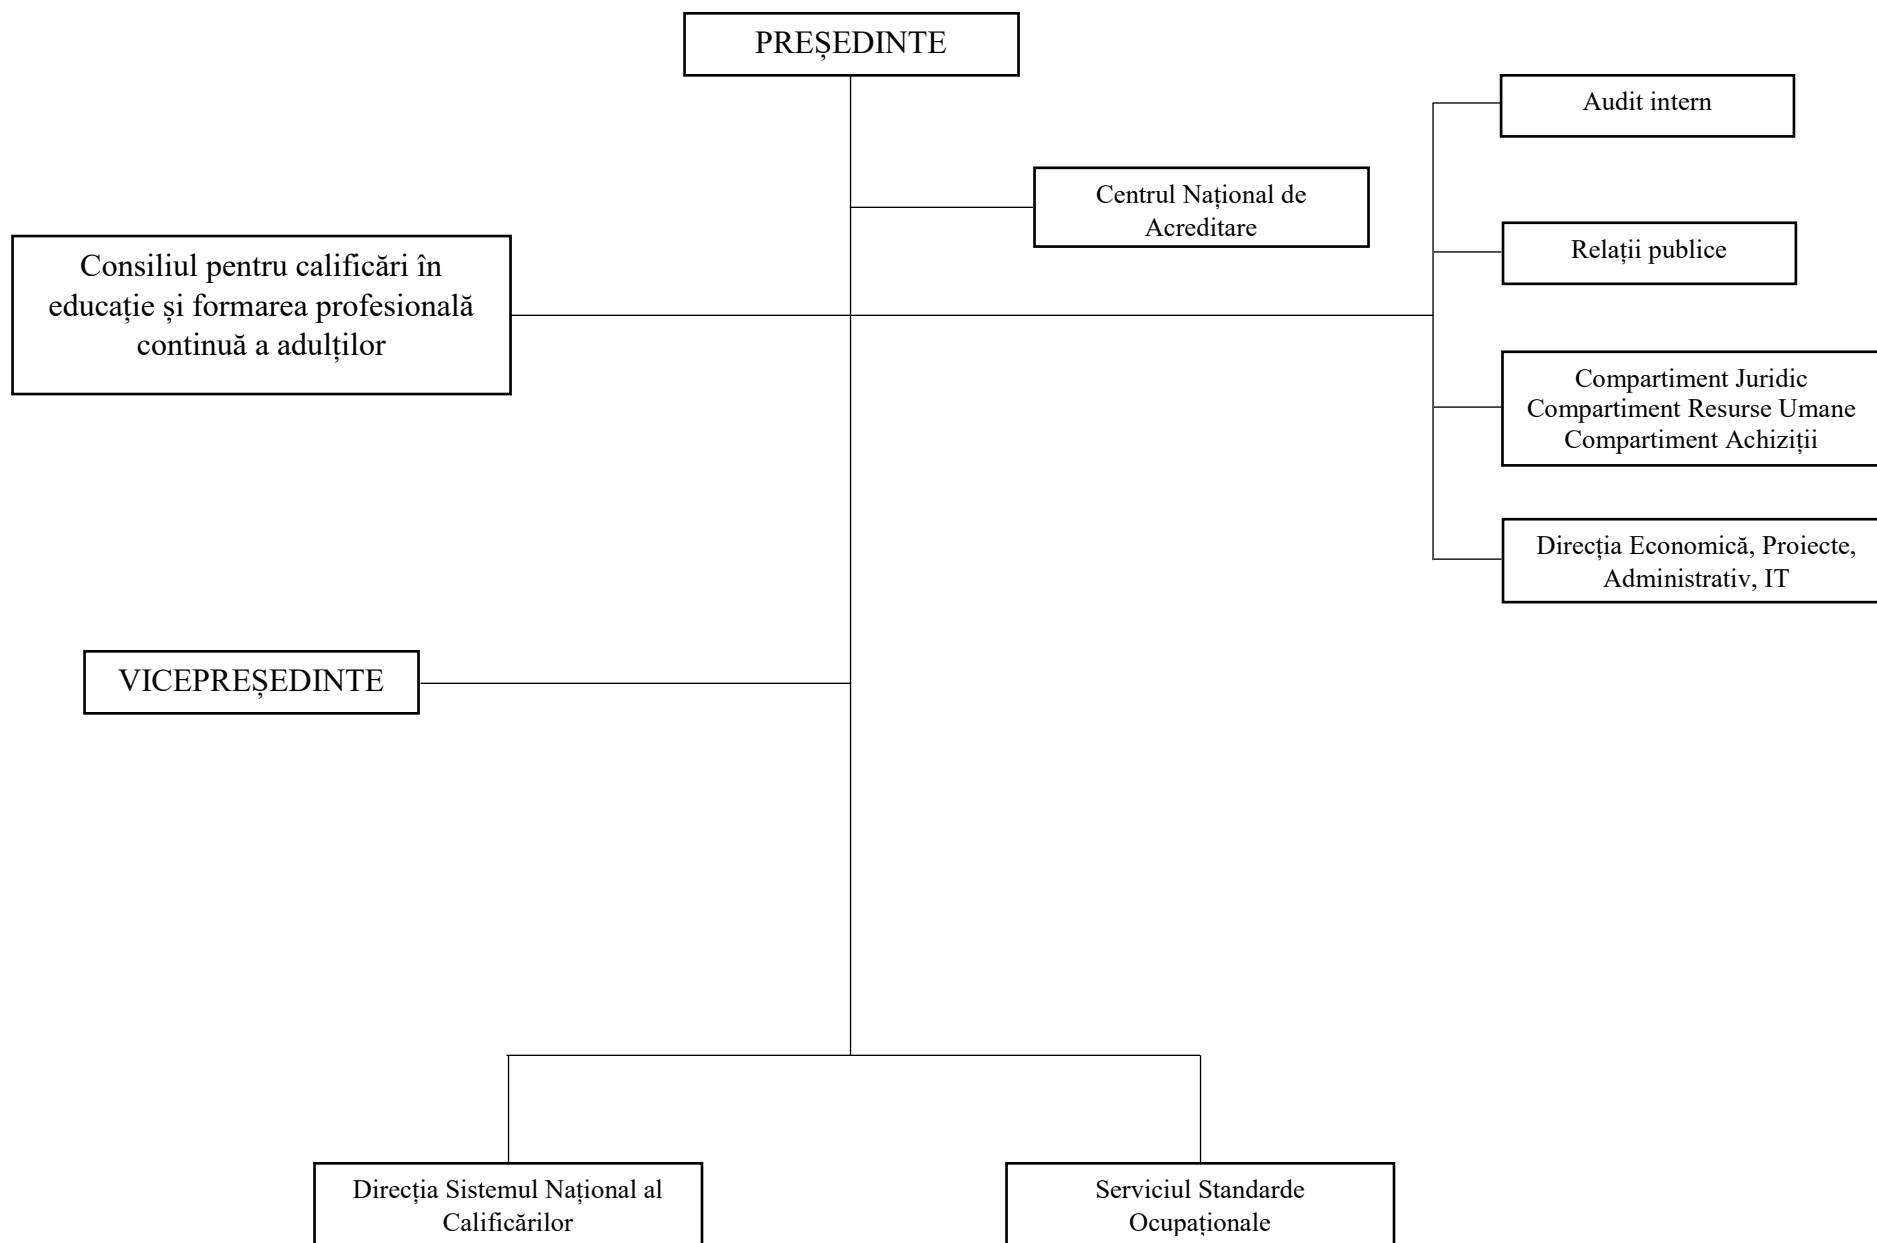 PREȘEDINTE
Audit intern
Centrul Național de
Acreditare
Relații publice
Consiliul pentru calificări în
educație și formarea profesională
continuă a adulților
Compartiment Juridic
Compartiment Resurse Umane
Compartiment Achiziții
Direcția Economică, Proiecte,
Administrativ, IT
VICEPREȘEDINTE
Direcția Sistemul Național al
Calificărilor
Serviciul Standarde
Ocupaționale